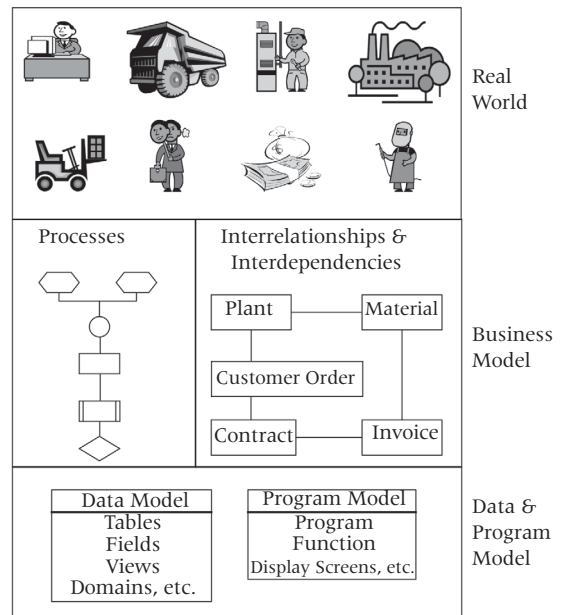 Real
World
Processes
Interrelationships &
Interdependencies
Plant
Material
Customer Order
Contract
Invoice
Business
Model
Data Model
Tables
Fields
Views
Domains, etc.
Program Model
Program
Function
Display Screens, etc.
Data &
Program
Model